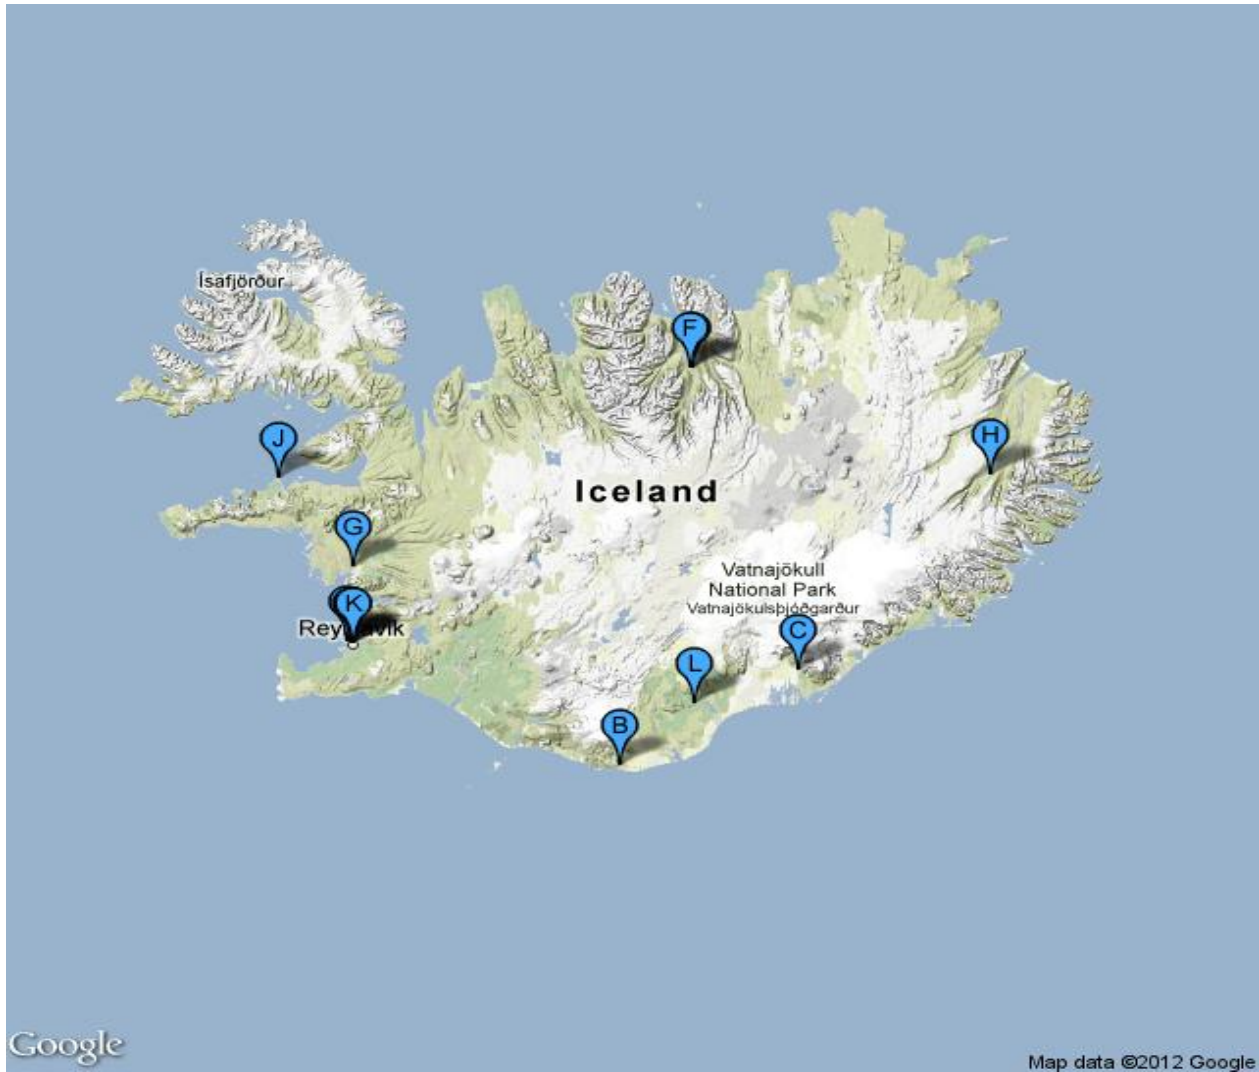 Ísafjörður
F
J
H
Iceland
G
Vatnajökull
National Park
Vatnajökulsþjóðgarður
K
C
L
B
Google
Map data ©2012 Google